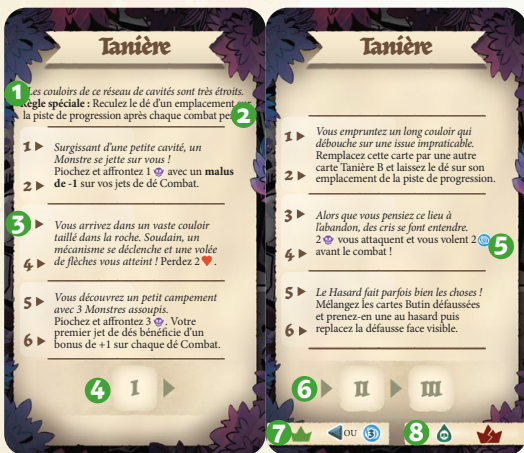 Tanière
1
Les couloirs de ce réseau de cavités sont très étroits.
Règle spéciale : Reculez le dé d'un emplacement
la piste de progression après chaque combat
2
1
Surgissant d'une petite cavité, un
Monstre se jette sur vous !
Piochez et affrontez 1 avec un malus
2
de -1 sur vos jets de dé Combat.
3
Vous arrivez dans un vaste couloir
taillé dans la roche. Soudain, un
mécanisme se déclenche et une volée
4
de flèches vous atteint ! Perdez 2 .
5
Vous découvrez un petit campement
avec 3 Monstres assoupis.
Piochez et affrontez 3 . Votre
premier jet de dés bénéficie d'un
6
bonus de +1 sur chaque dé Combat.
4
I
Tanière
1
Vous empruntez un long couloir qui
débouche sur une issue impraticable.
Remplacez cette carte par une autre
2
carte Tanière B et laissez le dé sur son
emplacement de la piste de progression.
3
Alors que vous pensiez ce lieu à
l'abandon, des cris se font entendre.
2 vous attaquent et vous volent 2
5
4
avant le combat !
5
Le Hasard fait parfois bien les choses !
Mélangez les cartes Butin défaussées
et prenez-en une au hasard puis
6
replacez la défausse face visible.
6
II
III
7
OU 3
8